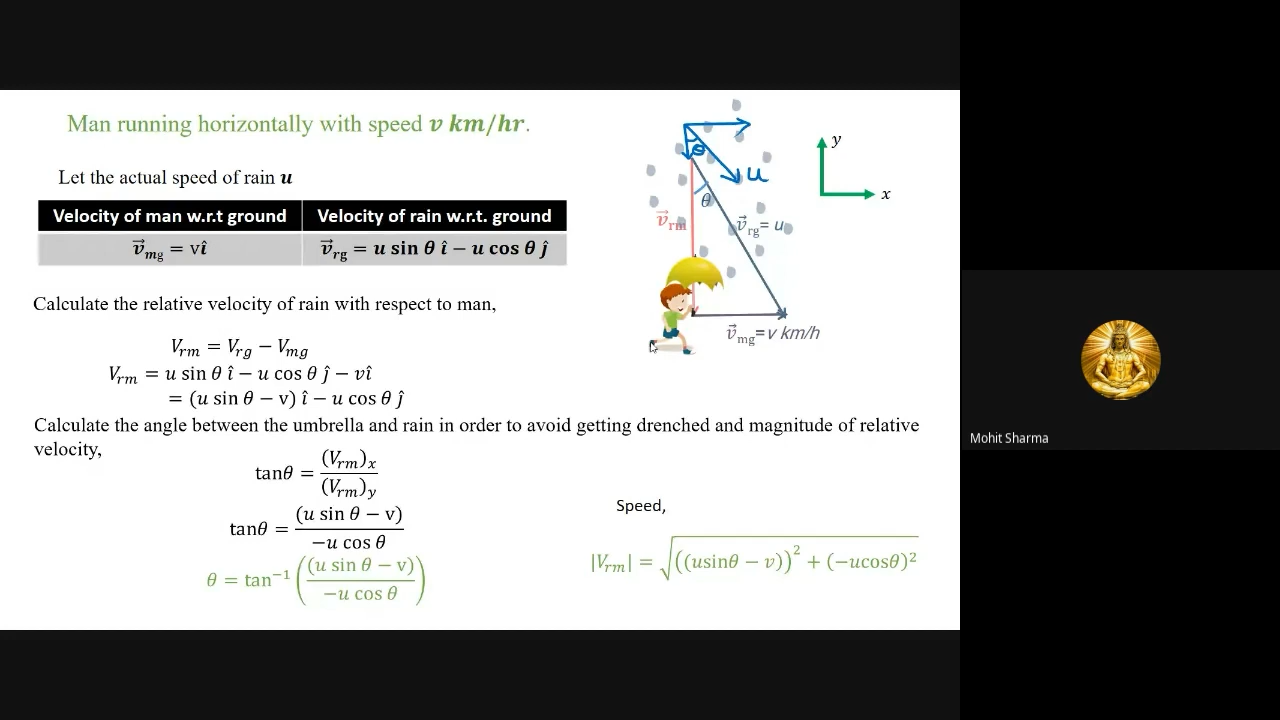 Man running horizontally with speed v km/hr.
Let the actual speed of rain u
Velocity of man w.r.t ground | Velocity of rain w.r.t. ground
v⃗mg = vî | v⃗rg = u sin θ î − u cos θ ĵ
Calculate the relative velocity of rain with respect to man,
Vrm = Vrg − Vmg
Vrm = u sin θ î − u cos θ ĵ − vî
= (u sin θ − v) î − u cos θ ĵ
Calculate the angle between the umbrella and rain in order to avoid getting drenched and magnitude of relative
velocity,
tanθ = (Vrm)x / (Vrm)y
tanθ = (u sin θ − v) / −u cos θ
θ = tan⁻¹ ((u sin θ − v) / −u cos θ)
Speed,
|Vrm| = √(((usinθ − v))² + (−ucosθ)²)
θ
u
θ
v⃗rm
v⃗rg= u
v⃗mg=v km/h
y
x
Mohit Sharma